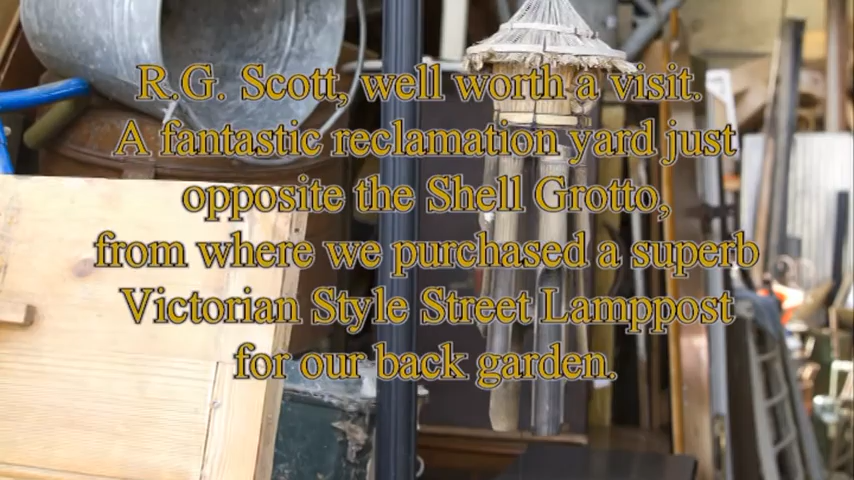 R.G. Scott, well worth a visit.
A fantastic reclamation yard just
opposite the Shell Grotto,
from where we purchased a superb
Victorian Style Street Lamppost
for our back garden.